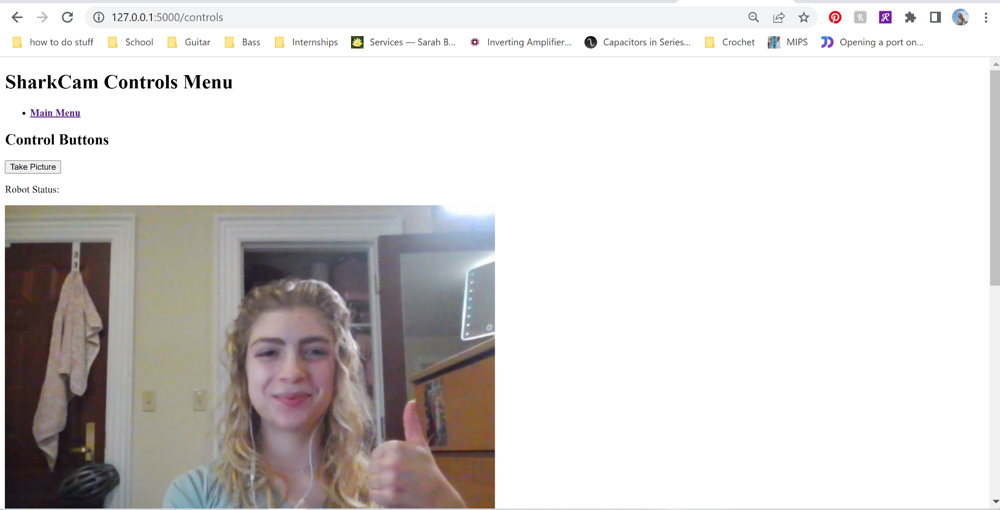 127.0.0.1:5000/controls
how to do stuff School Guitar Bass Internships Services — Sarah B... Inverting Amplifier... Capacitors in Series... Crochet MIPS Opening a port on...
SharkCam Controls Menu
• Main Menu
Control Buttons
Take Picture
Robot Status: